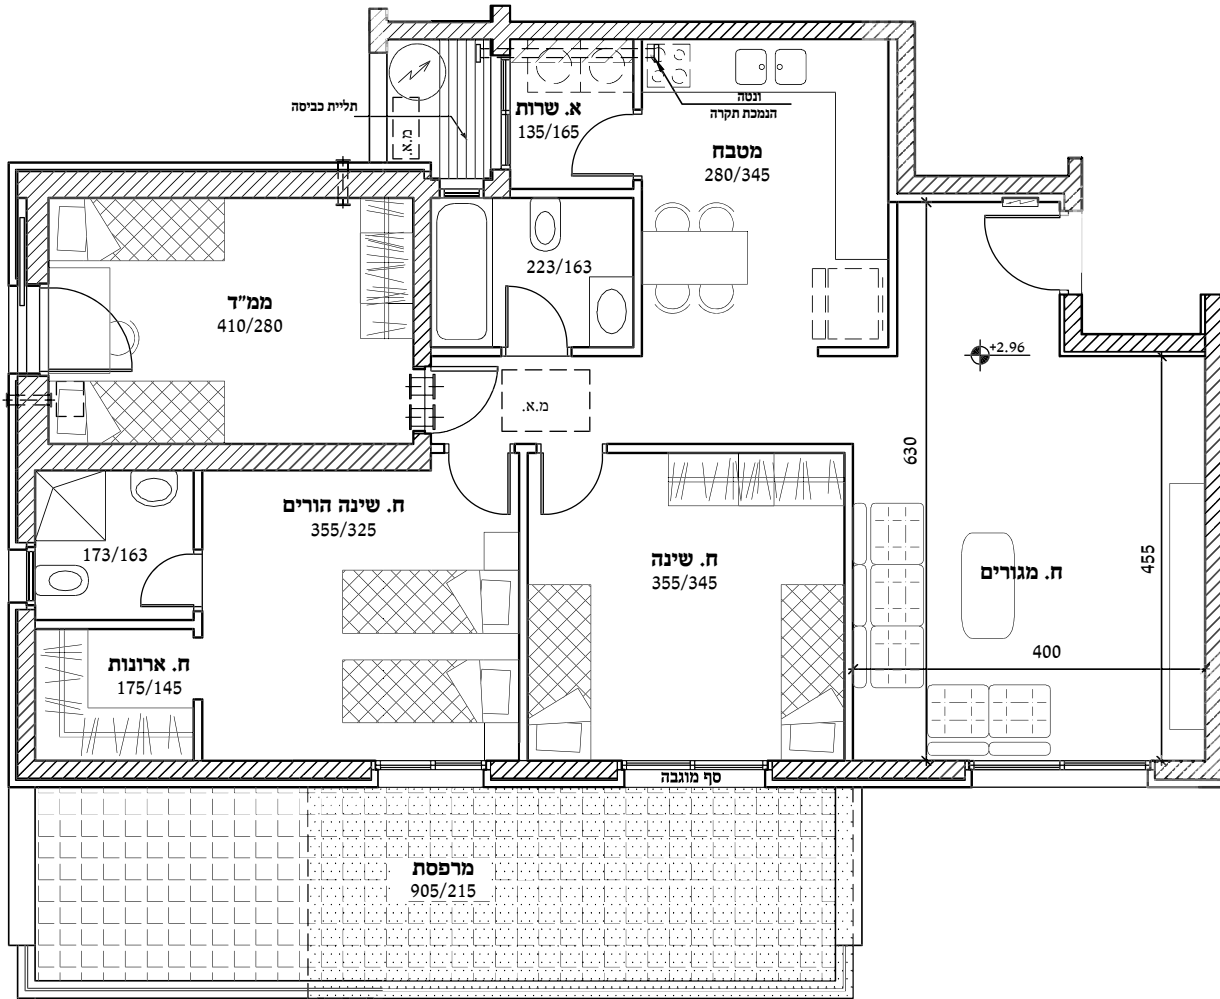 תליית כביסה
מ.א.
א. שרות
135/165
ונטה
הנמכת תקרה
מטבח
280/345
223/163
ממ"ד
410/280
+2.96
מ.א.
630
ח. שינה הורים
355/325
173/163
ח. שינה
355/345
ח. מגורים
455
400
ח. ארונות
175/145
סף מוגבה
מרפסת
905/215